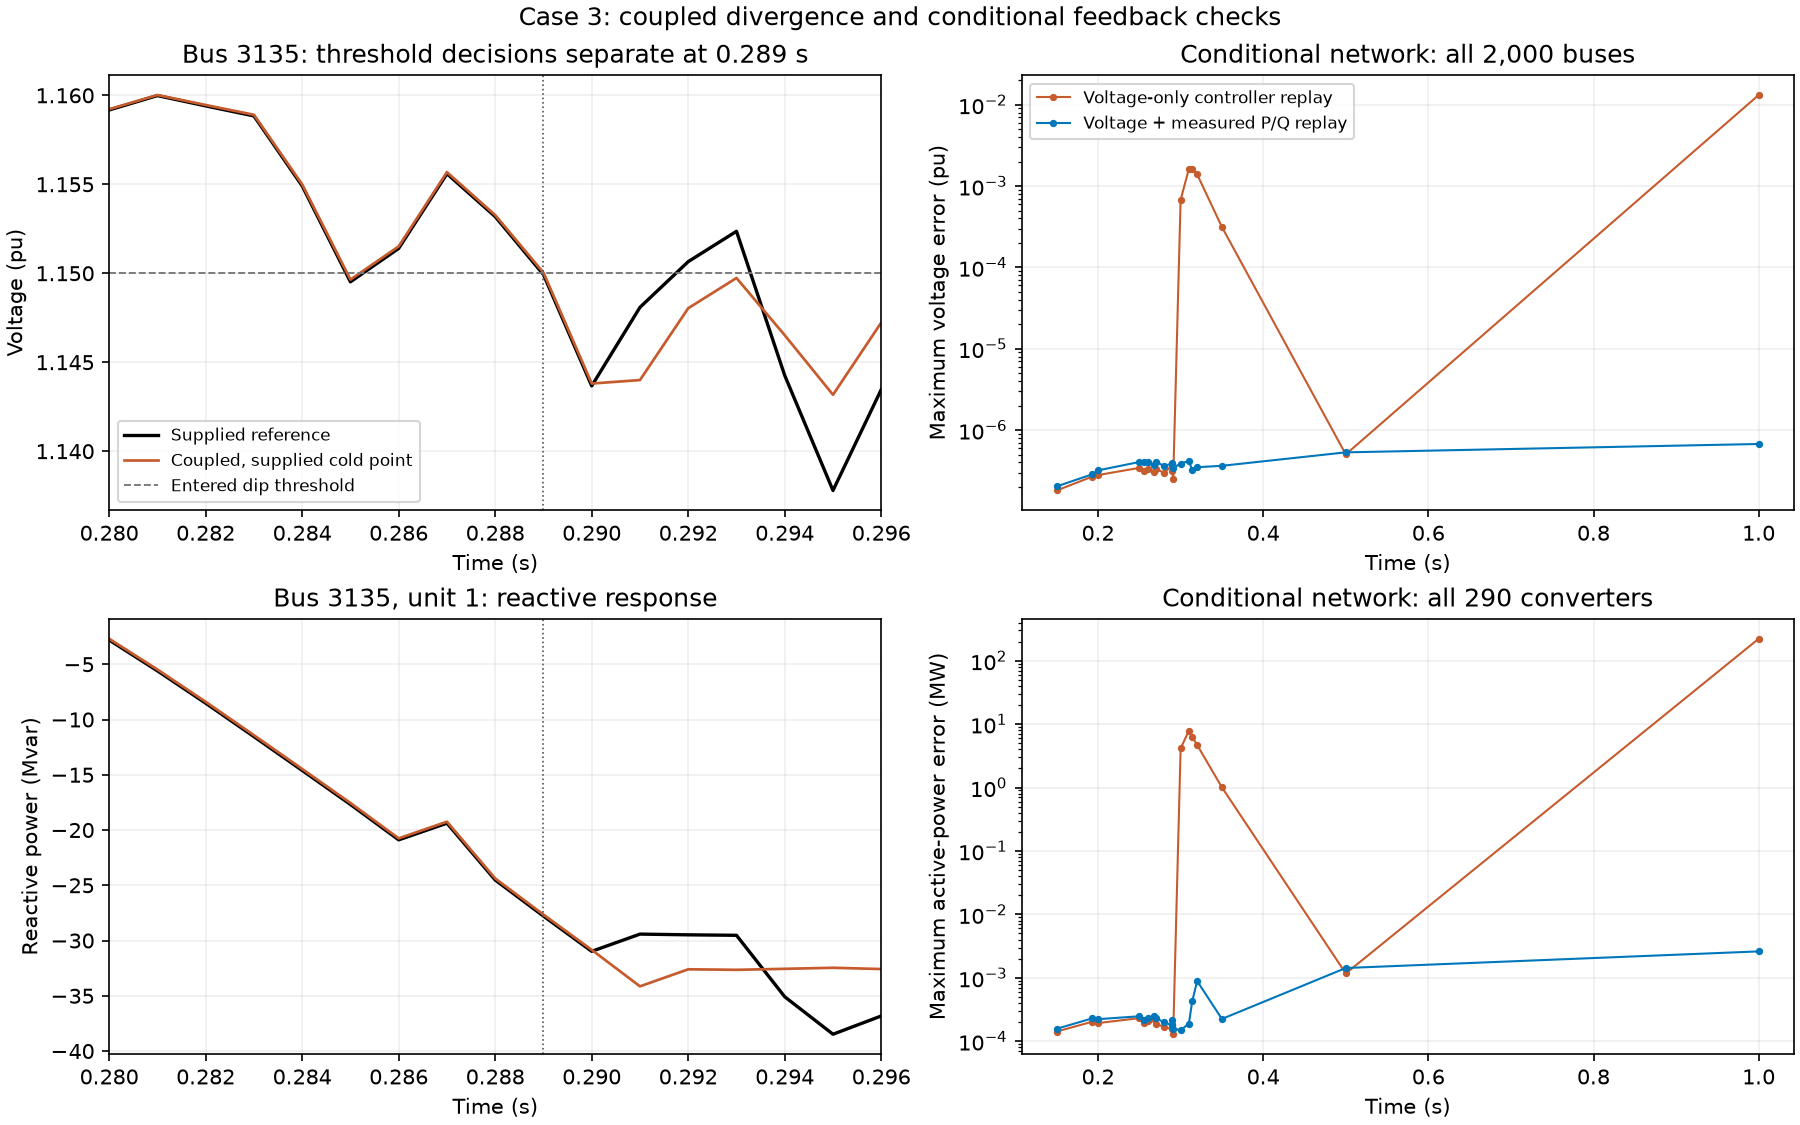 Case 3: coupled divergence and conditional feedback checks
Bus 3135: threshold decisions separate at 0.289 s
Voltage (pu)
1.160
1.155
1.150
1.145
1.140
Supplied reference
Coupled, supplied cold point
Entered dip threshold
0.280 0.282 0.284 0.286 0.288 0.290 0.292 0.294 0.296
Time (s)
Conditional network: all 2,000 buses
Maximum voltage error (pu)
10⁻²
10⁻³
10⁻⁴
10⁻⁵
10⁻⁶
Voltage-only controller replay
Voltage + measured P/Q replay
0.2 0.4 0.6 0.8 1.0
Time (s)
Bus 3135, unit 1: reactive response
Reactive power (Mvar)
−5
−10
−15
−20
−25
−30
−35
−40
0.280 0.282 0.284 0.286 0.288 0.290 0.292 0.294 0.296
Time (s)
Conditional network: all 290 converters
Maximum active-power error (MW)
10²
10¹
10⁰
10⁻¹
10⁻²
10⁻³
10⁻⁴
0.2 0.4 0.6 0.8 1.0
Time (s)